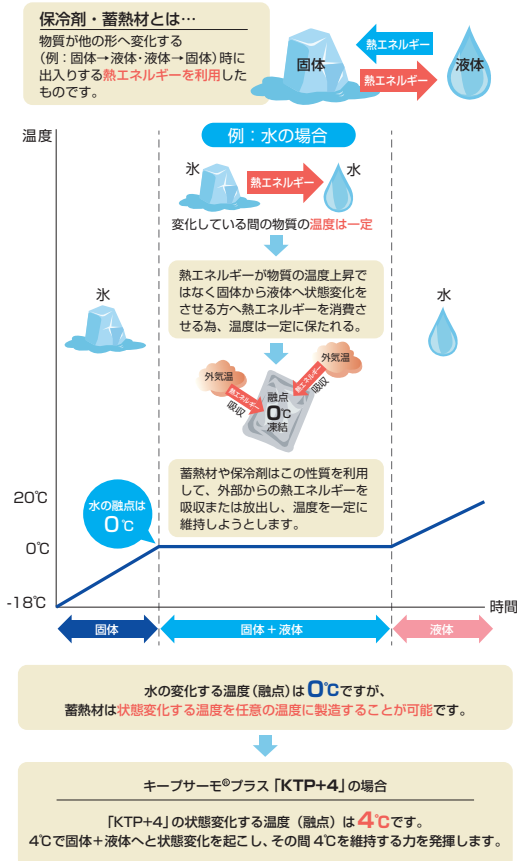 保冷剤・蓄熱材とは…
物質が他の形へ変化する
(例：固体→液体･液体→固体)時に
出入りする熱エネルギーを利用した
ものです。
固体
熱エネルギー
熱エネルギー
液体
温度
例：水の場合
氷
熱エネルギー
水
変化している間の物質の温度は一定
熱エネルギーが物質の温度上昇で
はなく固体から液体へ状態変化を
させる方へ熱エネルギーを消費さ
せる為、温度は一定に保たれる。
氷
水
外気温
熱エネルギー
吸収
外気温
熱エネルギー
吸収
融点
0℃
凍結
蓄熱材や保冷剤はこの性質を利用
して、外部からの熱エネルギーを
吸収または放出し、温度を一定に
維持しようとします。
20℃
水の融点は
0℃
0℃
-18℃
時間
固体
固体＋液体
液体
水の変化する温度(融点)は0℃ですが、
蓄熱材は状態変化する温度を任意の温度に製造することが可能です。
キープサーモ®プラス「KTP+4」の場合
「KTP+4」の状態変化する温度（融点）は4℃です。
4℃で固体＋液体へと状態変化を起こし、その間4℃を維持する力を発揮します。